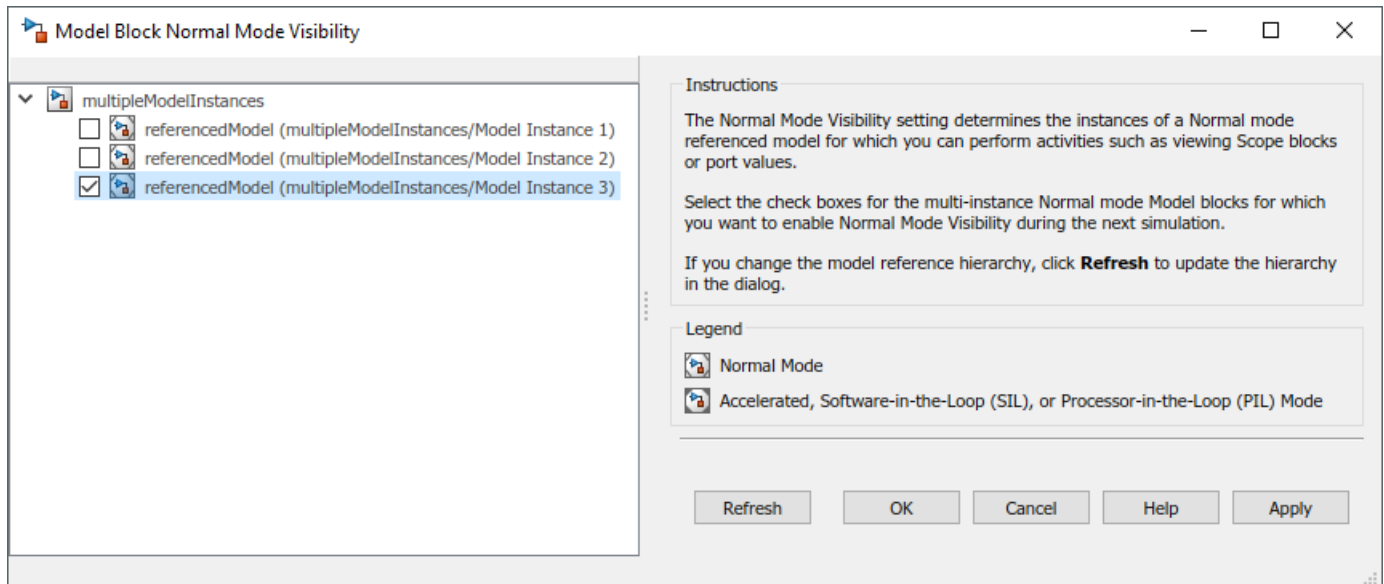 Model Block Normal Mode Visibility
multipleModelInstances
referencedModel (multipleModelInstances/Model Instance 1)
referencedModel (multipleModelInstances/Model Instance 2)
referencedModel (multipleModelInstances/Model Instance 3)
Instructions
The Normal Mode Visibility setting determines the instances of a Normal mode
referenced model for which you can perform activities such as viewing Scope blocks
or port values.
Select the check boxes for the multi-instance Normal mode Model blocks for which
you want to enable Normal Mode Visibility during the next simulation.
If you change the model reference hierarchy, click Refresh to update the hierarchy
in the dialog.
Legend
Normal Mode
Accelerated, Software-in-the-Loop (SIL), or Processor-in-the-Loop (PIL) Mode
Refresh OK Cancel Help Apply